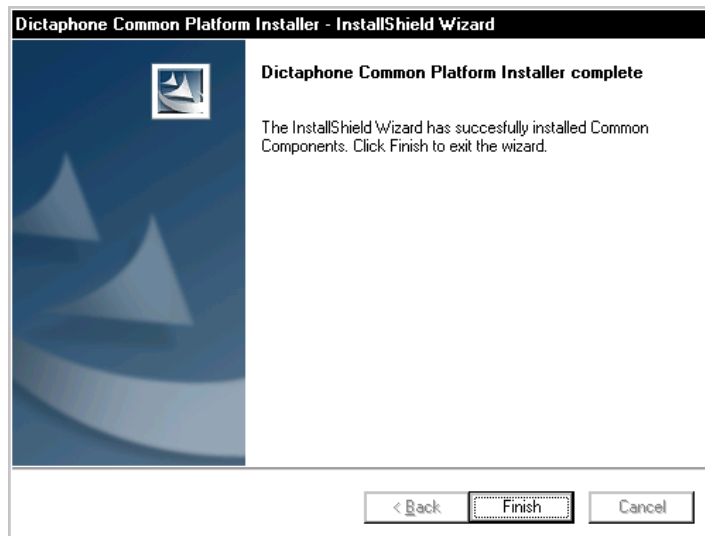 Dictaphone Common Platform Installer - InstallShield Wizard
Dictaphone Common Platform Installer complete
The InstallShield Wizard has succesfully installed Common
Components. Click Finish to exit the wizard.
< Back Finish Cancel